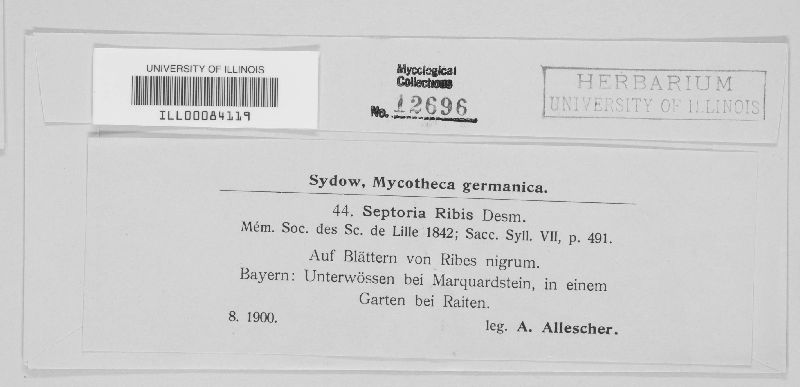 UNIVERSITY OF ILLINOIS
ILL00084119
Mycological
Collections
No. 12696
HERBARIUM
UNIVERSITY OF ILLINOIS
Sydow, Mycotheca germanica.
44. Septoria Ribis Desm.
Mém. Soc. des Sc. de Lille 1842; Sacc. Syll. VII, p. 491.
Auf Blättern von Ribes nigrum.
Bayern: Unterwössen bei Marquardstein, in einem
Garten bei Raiten.
8. 1900.
leg. A. Allescher.